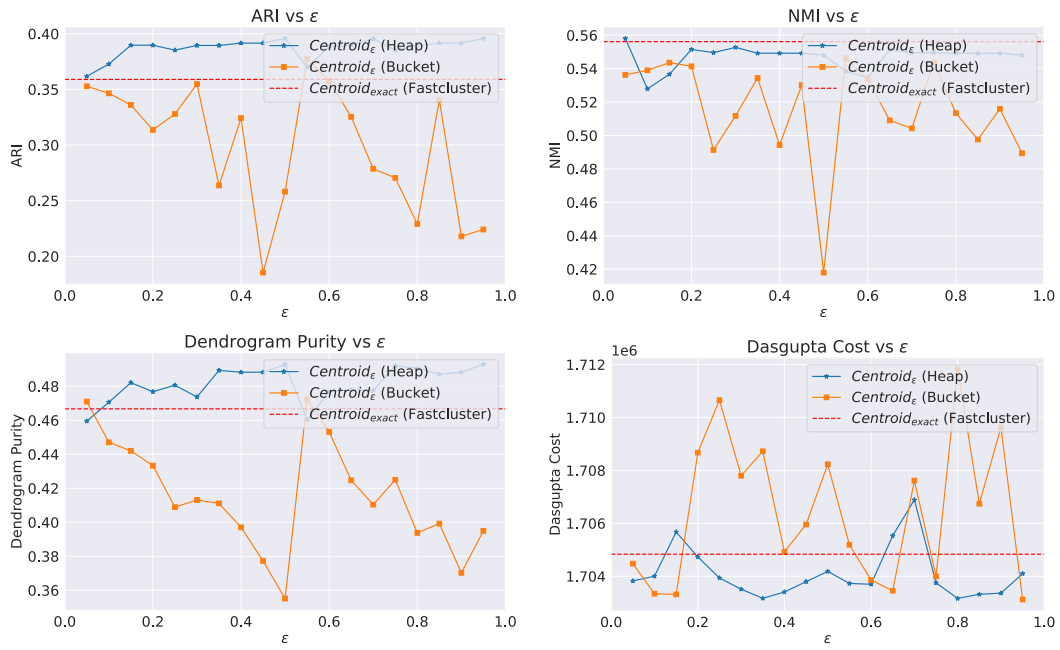 ARI vs ε
0.40
0.35
0.30
0.25
0.20
ARI
0.0 0.2 0.4 0.6 0.8 1.0
ε
Centroidε (Heap)
Centroidε (Bucket)
Centroidexact (Fastcluster)
NMI vs ε
0.56
0.54
0.52
0.50
0.48
0.46
0.44
0.42
NMI
0.0 0.2 0.4 0.6 0.8 1.0
ε
Centroidε (Heap)
Centroidε (Bucket)
Centroidexact (Fastcluster)
Dendrogram Purity vs ε
0.48
0.46
0.44
0.42
0.40
0.38
0.36
Dendrogram Purity
0.0 0.2 0.4 0.6 0.8 1.0
ε
Centroidε (Heap)
Centroidε (Bucket)
Centroidexact (Fastcluster)
Dasgupta Cost vs ε
1e6
1.712
1.710
1.708
1.706
1.704
Dasgupta Cost
0.0 0.2 0.4 0.6 0.8 1.0
ε
Centroidε (Heap)
Centroidε (Bucket)
Centroidexact (Fastcluster)